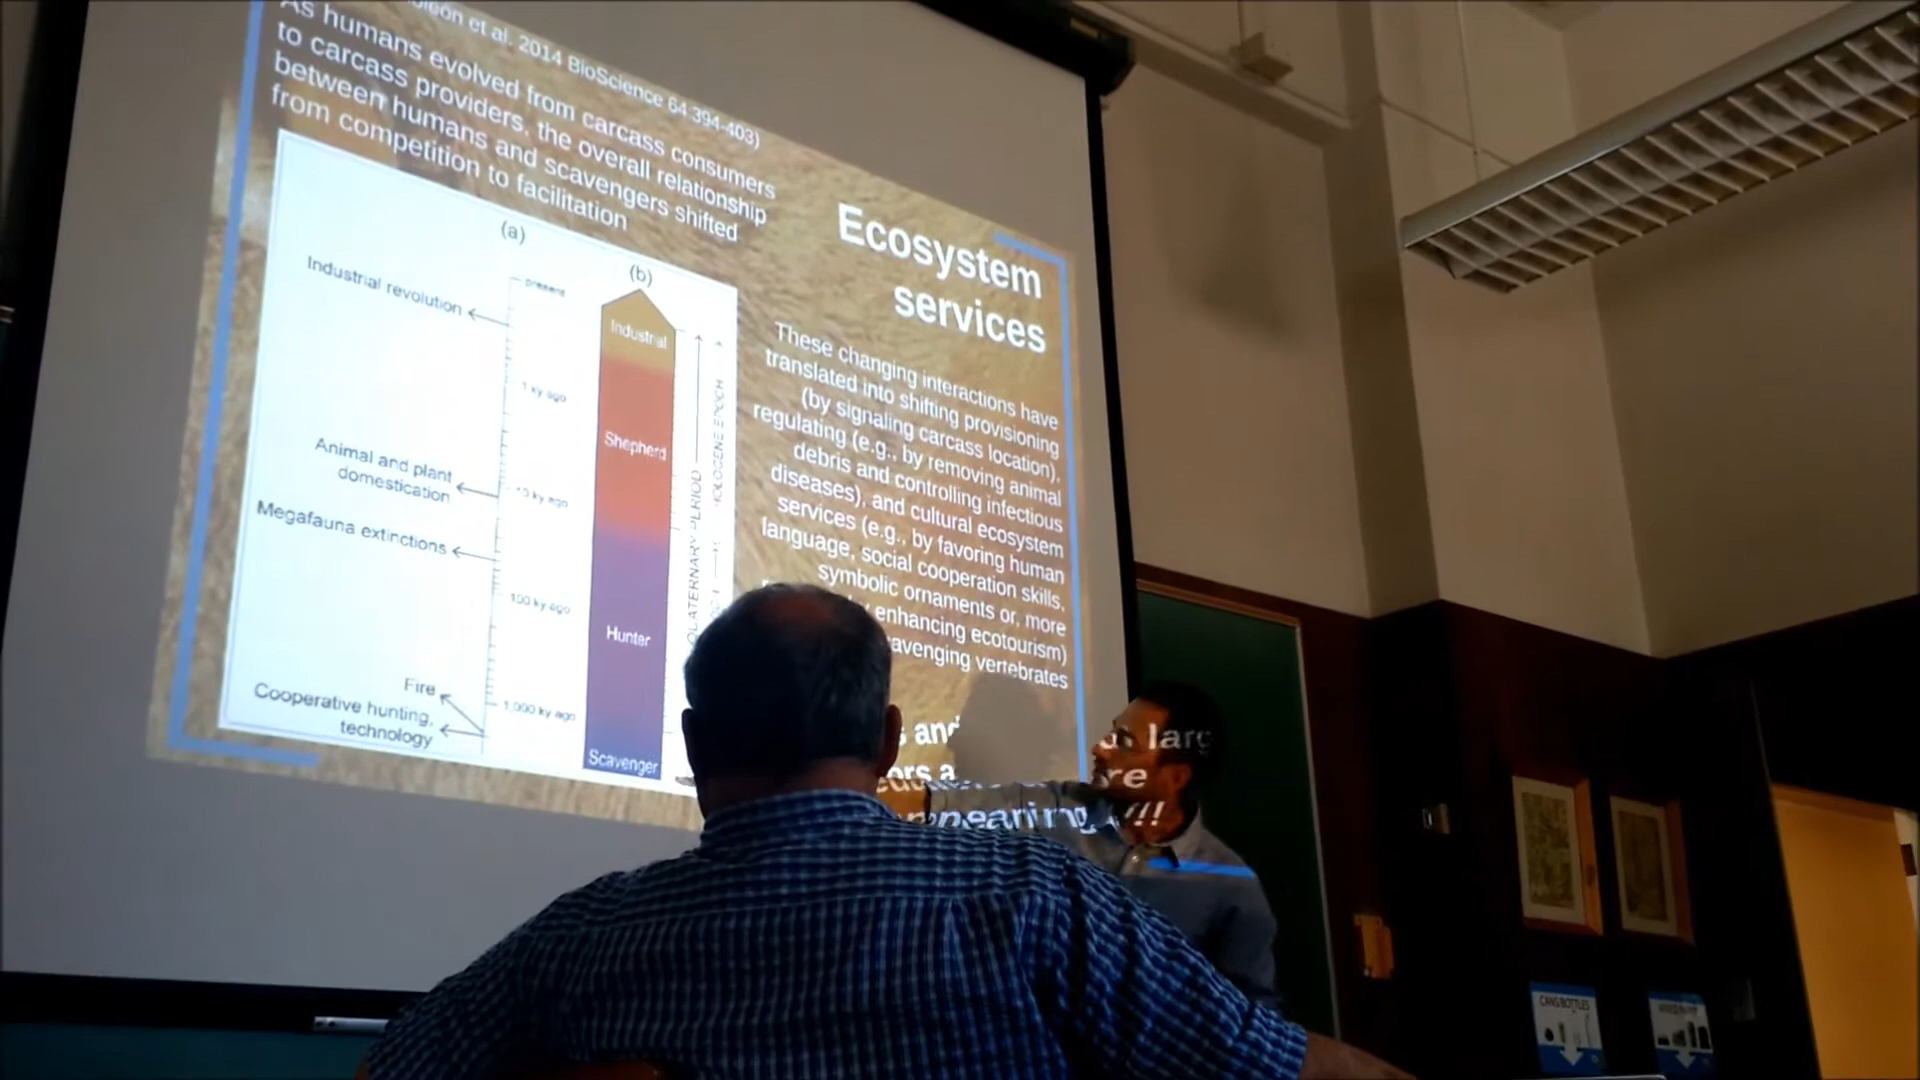 et al. 2014 BioScience 64:394-403)
As humans evolved from carcass consumers
to carcass providers, the overall relationship
between humans and scavengers shifted
from competition to facilitation
(a)
(b)
Industrial revolution
present
Industrial
1 ky ago
Animal and plant
domestication
Shepherd
10 ky ago
Megafauna extinctions
100 ky ago
Hunter
Fire
Cooperative hunting,
technology
1,000 ky ago
Scavenger
PERIOD
EPOCH
Ecosystem
services
These changing interactions have
translated into shifting provisioning
(by signaling carcass location),
regulating (e.g., by removing animal
debris and controlling infectious
diseases), and cultural ecosystem
services (e.g., by favoring human
language, social cooperation skills,
symbolic ornaments or, more
enhancing ecotourism)
vertebrates
CANS/BOTTLES